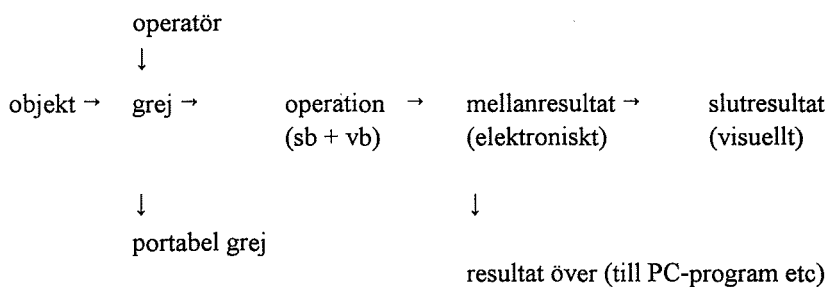 operatör
↓
objekt → grej → operation → mellanresultat → slutresultat
(sb + vb) (elektroniskt) (visuellt)
↓ ↓
portabel grej
resultat över (till PC-program etc)